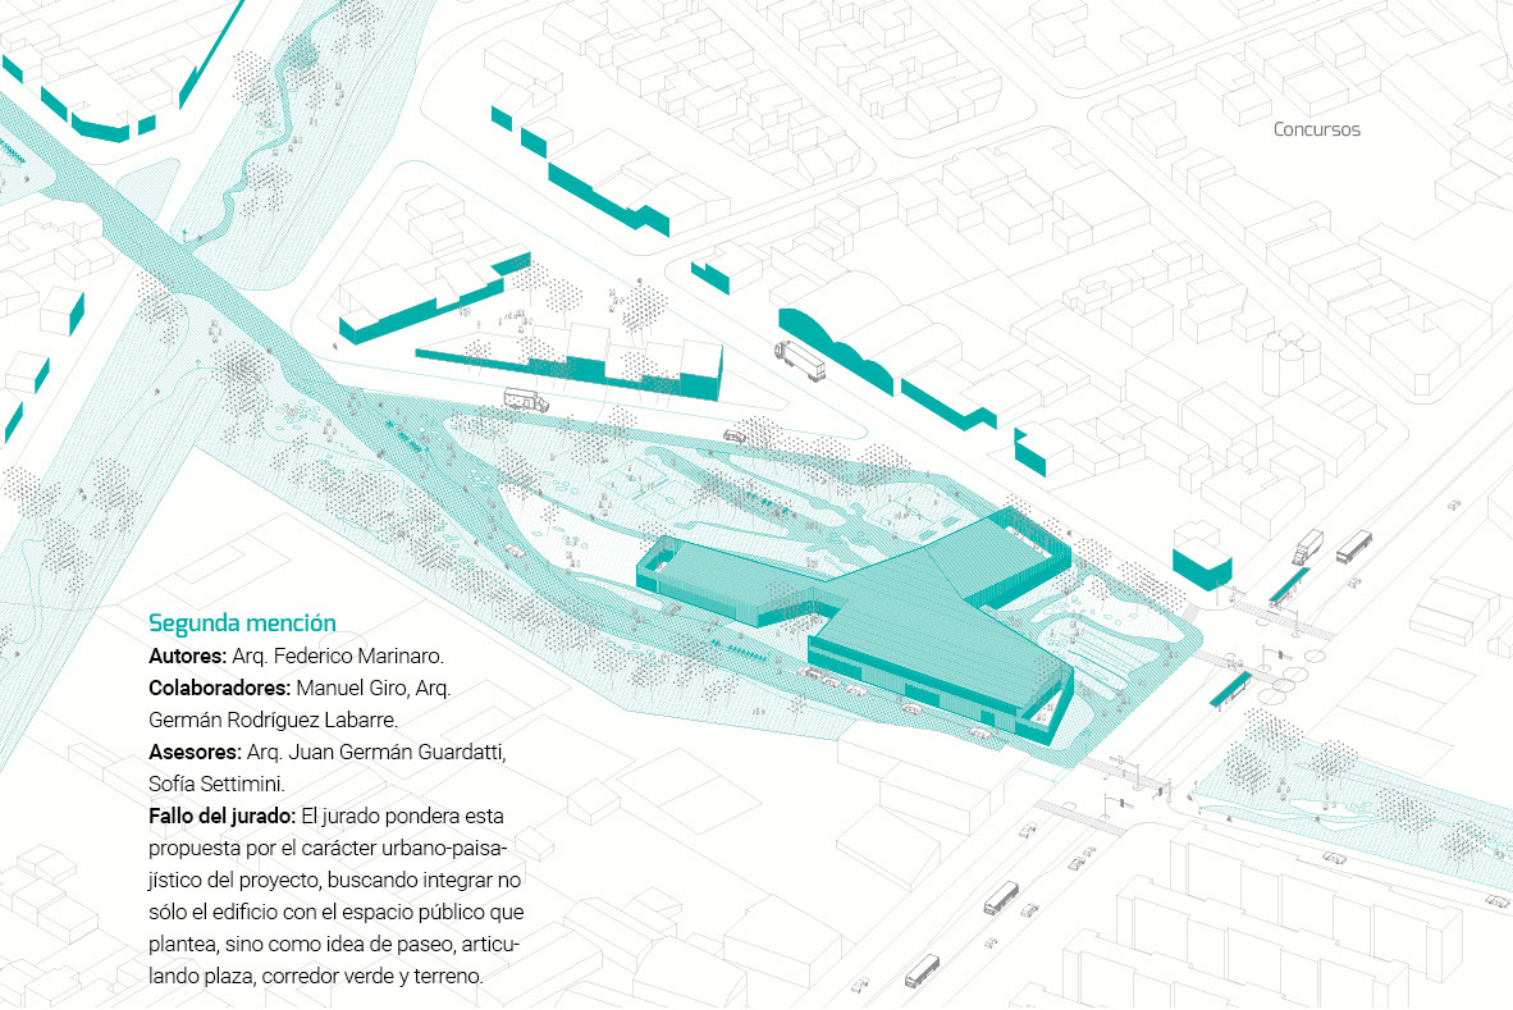 Concursos
Segunda mención
Autores: Arq. Federico Marinaro.
Colaboradores: Manuel Giro, Arq.
Germán Rodríguez Labarre.
Asesores: Arq. Juan Germán Guardatti,
Sofía Settimini.
Fallo del jurado: El jurado pondera esta
propuesta por el carácter urbano-paisa-
jístico del proyecto, buscando integrar no
sólo el edificio con el espacio público que
plantea, sino como idea de paseo, articu-
lando plaza, corredor verde y terreno.